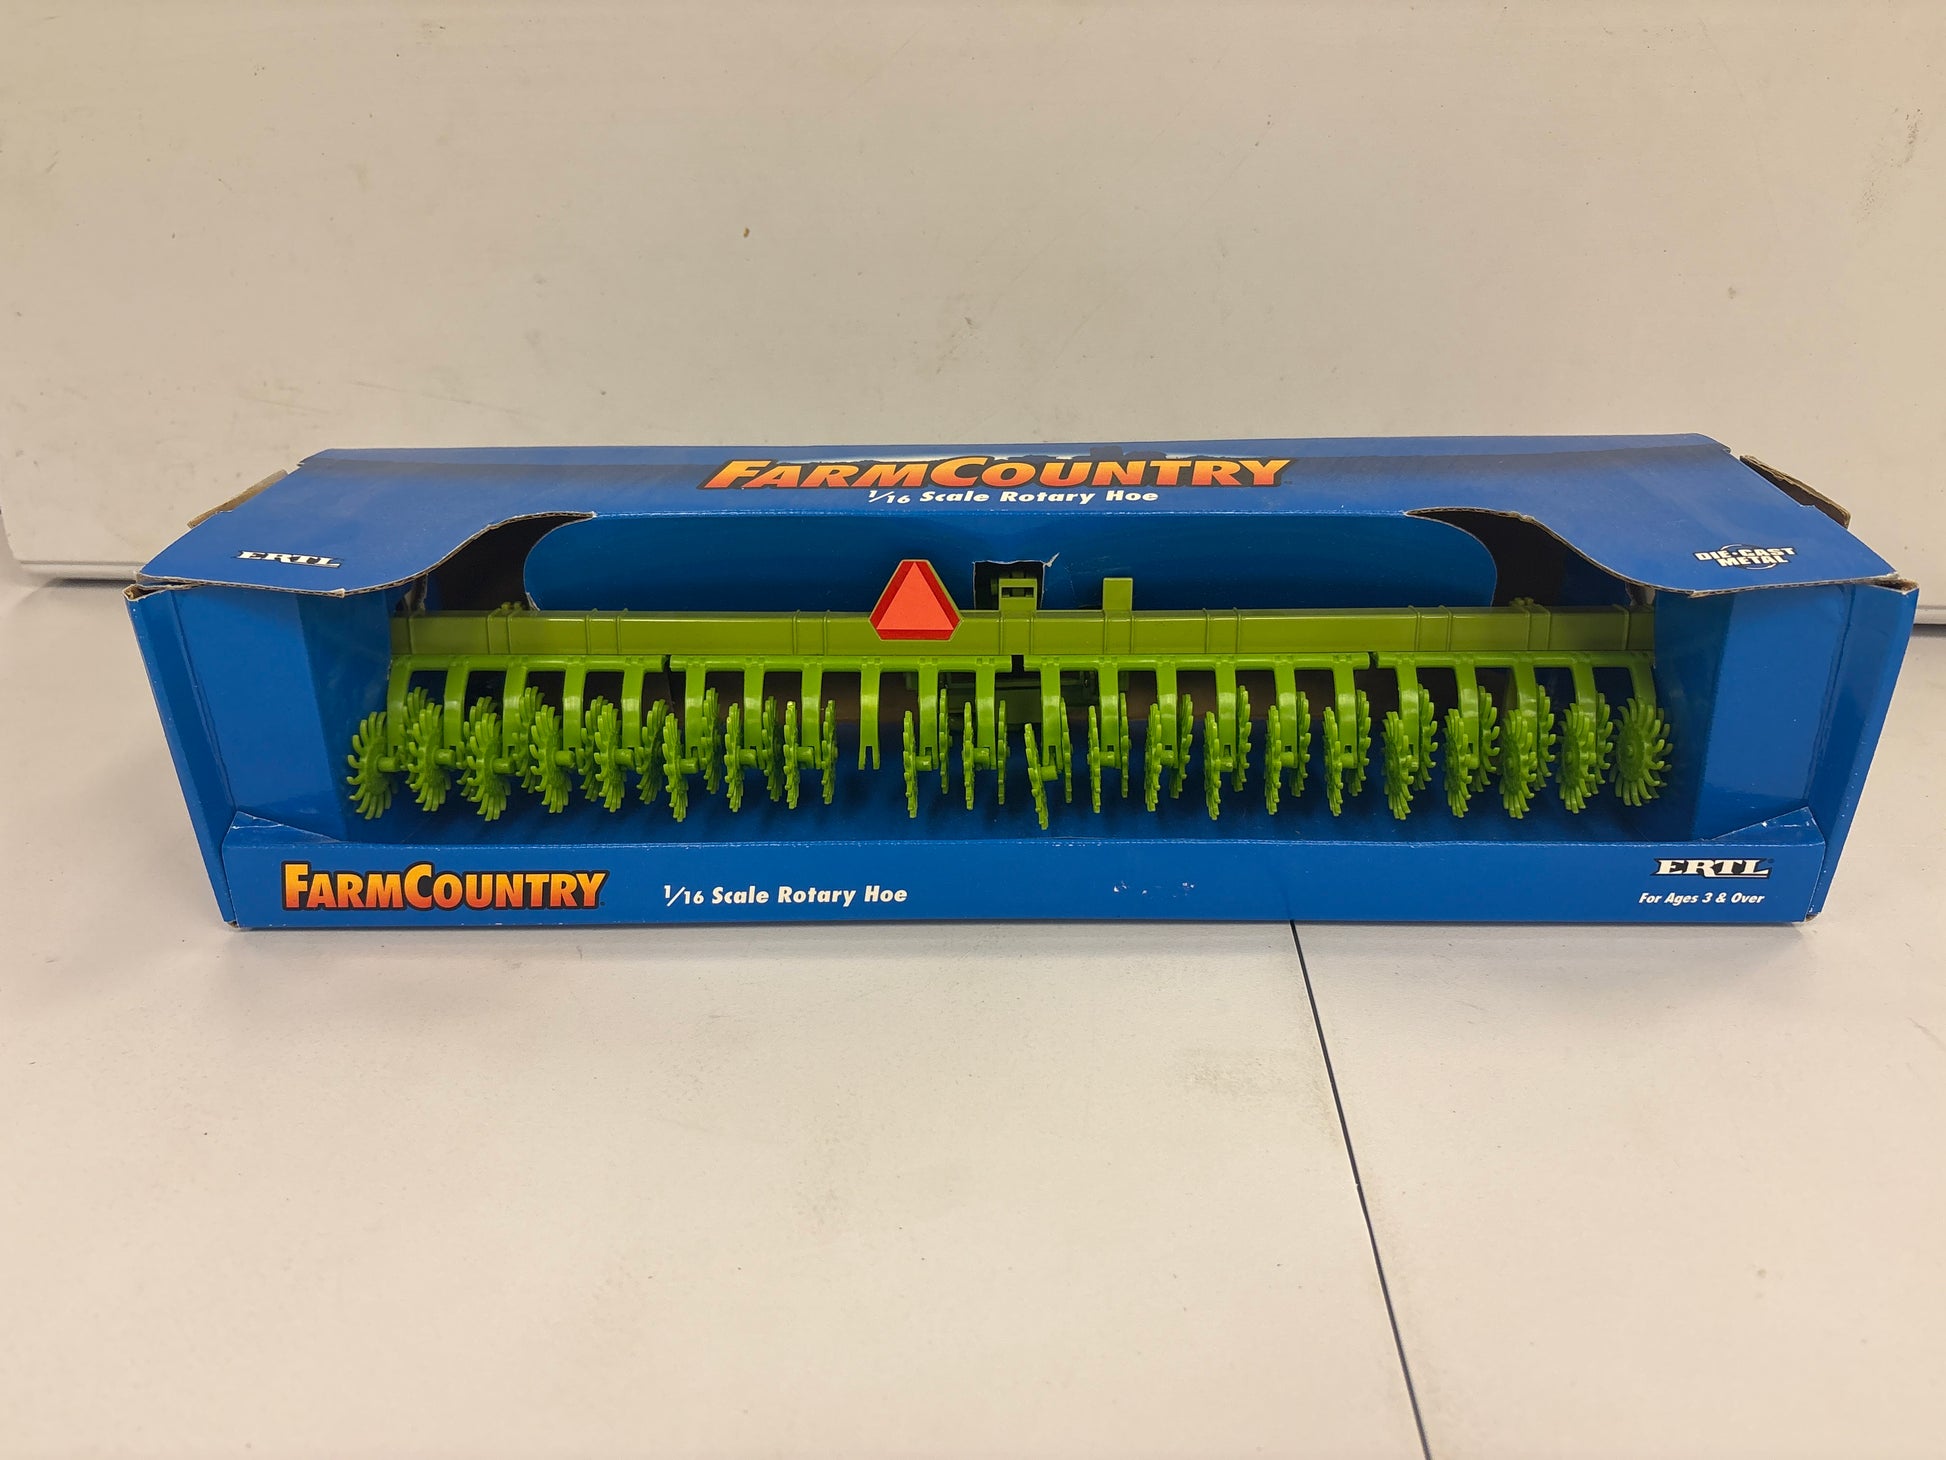 FARMCOUNTRY
1/16 Scale Rotary Hoe
ERTL
DIE-CAST
METAL
FARMCOUNTRY
1/16 Scale Rotary Hoe
ERTL
For Ages 3 & Over